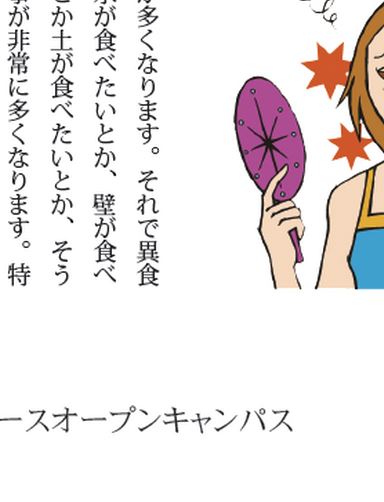 が多くなります。それで異食
が食べたいとか、壁が食べ
とか土が食べたいとか、そう
が非常に多くなります。特
ースオープンキャンパス